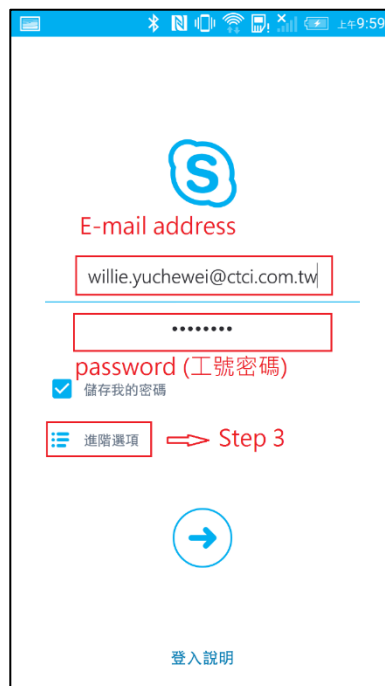 上午9:59
E-mail address
willie.yuchewei@ctci.com.tw
••••••••
password (工號密碼)
儲存我的密碼
進階選項 Step 3
登入說明